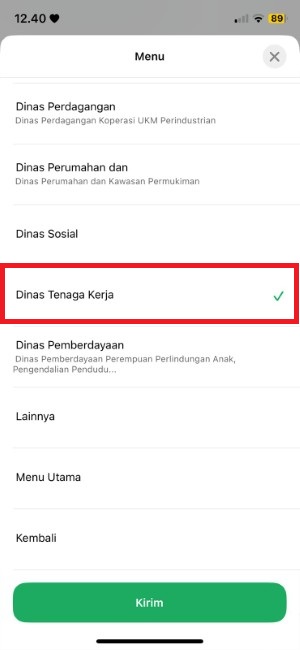 12.40
89
Menu
Dinas Perdagangan
Dinas Perdagangan Koperasi UKM Perindustrian
Dinas Perumahan dan
Dinas Perumahan dan Kawasan Permukiman
Dinas Sosial
Dinas Tenaga Kerja
Dinas Pemberdayaan
Dinas Pemberdayaan Perempuan Perlindungan Anak,
Pengendalian Pendudu...
Lainnya
Menu Utama
Kembali
Kirim